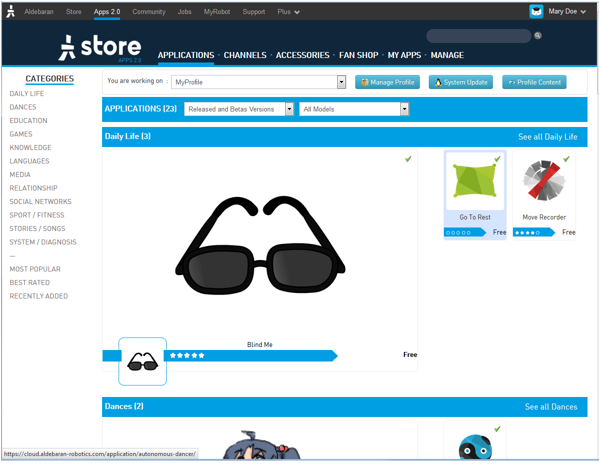 Aldebaran Store Apps 2.0 Community Jobs MyRobot Support Plus Mary Doe
store
APPS 2.0
APPLICATIONS CHANNELS ACCESSORIES FAN SHOP MY APPS MANAGE
CATEGORIES
DAILY LIFE
DANCES
EDUCATION
GAMES
KNOWLEDGE
LANGUAGES
MEDIA
RELATIONSHIP
SOCIAL NETWORKS
SPORT / FITNESS
STORIES / SONGS
SYSTEM / DIAGNOSIS
—
MOST POPULAR
BEST RATED
RECENTLY ADDED
You are working on : MyProfile Manage Profile System Update Profile Content
APPLICATIONS (23) Released and Betas Versions All Models
Daily Life (3) See all Daily Life
Go To Rest
Free
Move Recorder
Free
Blind Me
Free
Dances (2) See all Dances
https://cloud.aldebaran-robotics.com/application/autonomous-dancer/